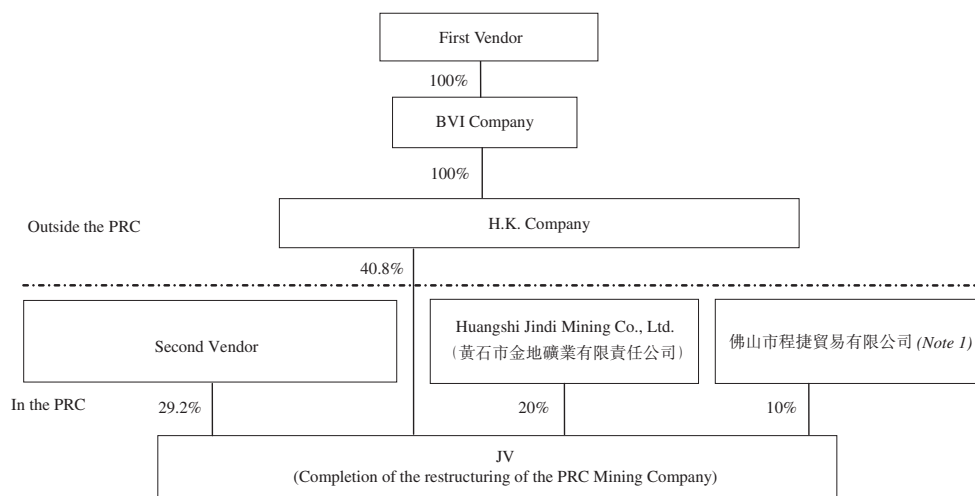 First Vendor
100%
BVI Company
100%
H.K. Company
Outside the PRC
40.8%
Second Vendor
Huangshi Jindi Mining Co., Ltd.
(黃石市金地礦業有限責任公司)
佛山市程捷貿易有限公司 (Note 1)
In the PRC
29.2%
20%
10%
JV
(Completion of the restructuring of the PRC Mining Company)